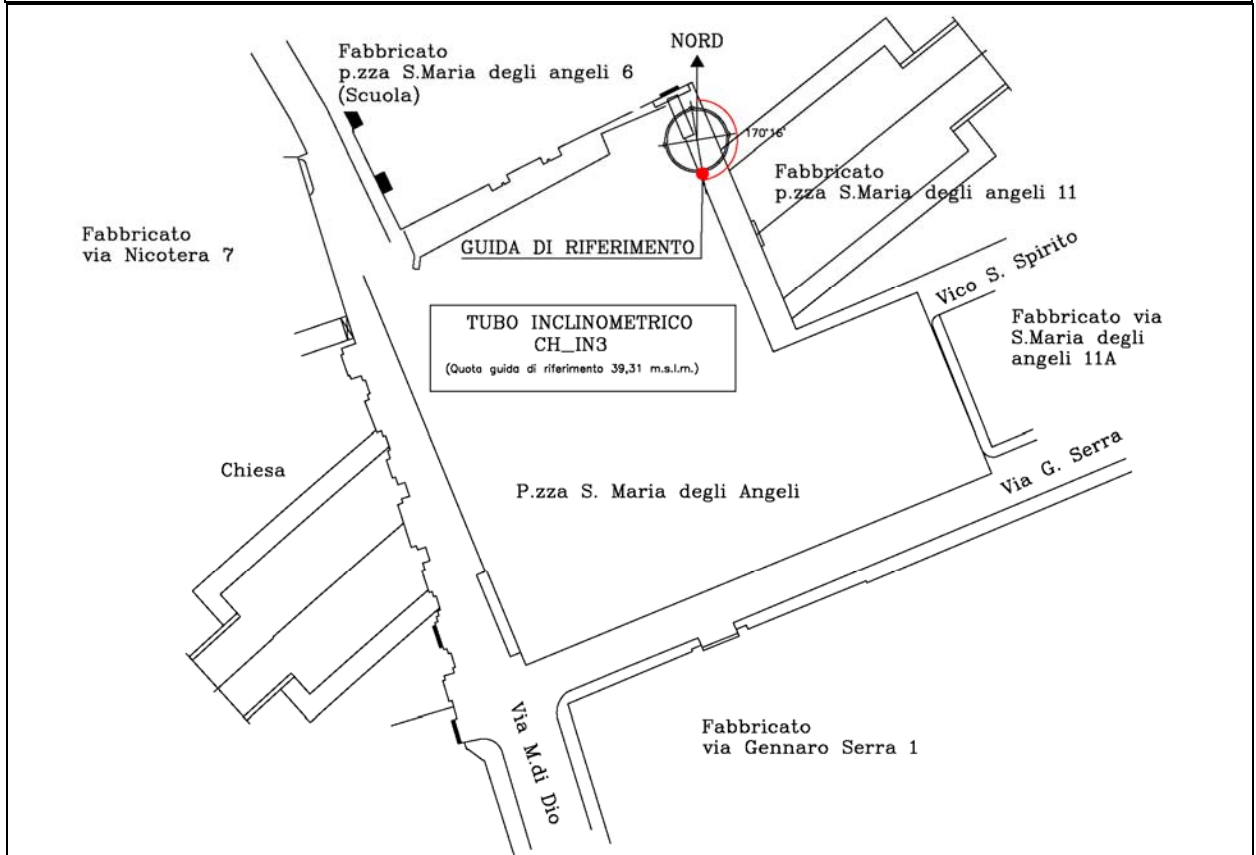 NORD
Fabbricato
p.zza S.Maria degli angeli 6
(Scuola)
170°16'
Fabbricato
p.zza S.Maria degli angeli 11
Fabbricato
via Nicotera 7
GUIDA DI RIFERIMENTO
Vico S. Spirito
TUBO INCLINOMETRICO
CH_IN3
(Quota guida di riferimento 39,31 m.s.l.m.)
Fabbricato via
S.Maria degli
angeli 11A
Chiesa
P.zza S. Maria degli Angeli
Via G. Serra
Via M.di Dio
Fabbricato
via Gennaro Serra 1